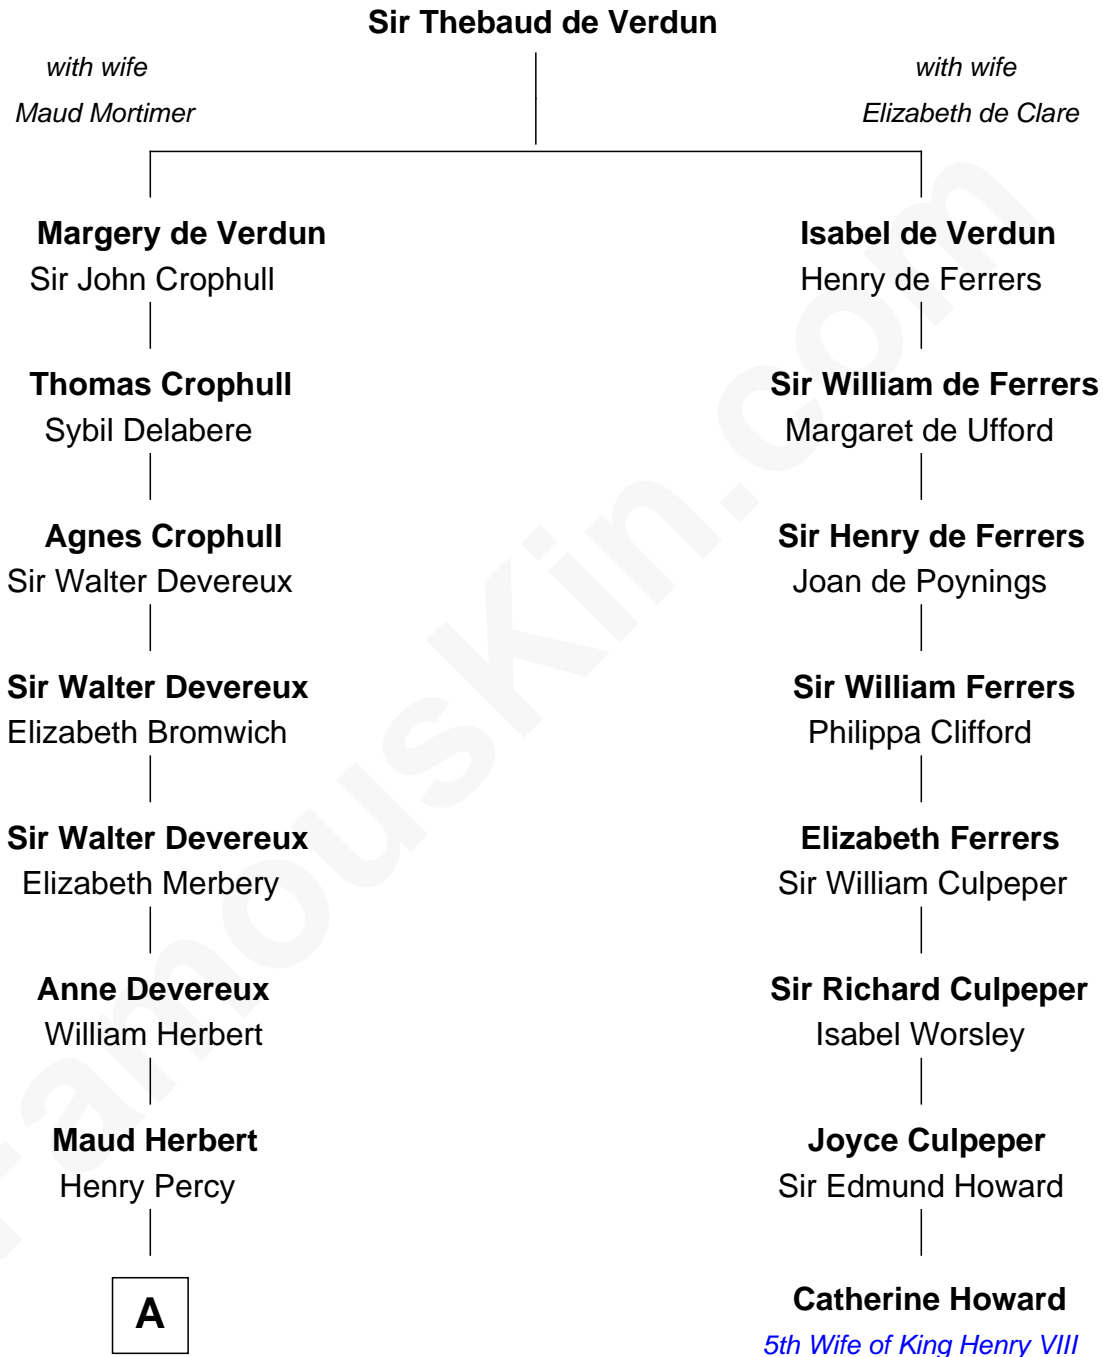 Sir Thebaud de Verdun
with wife
Maud Mortimer
with wife
Elizabeth de Clare
Margery de Verdun
Sir John Crophull
Isabel de Verdun
Henry de Ferrers
Thomas Crophull
Sybil Delabere
Sir William de Ferrers
Margaret de Ufford
Agnes Crophull
Sir Walter Devereux
Sir Henry de Ferrers
Joan de Poynings
Sir Walter Devereux
Elizabeth Bromwich
Sir William Ferrers
Philippa Clifford
Sir Walter Devereux
Elizabeth Merbery
Elizabeth Ferrers
Sir William Culpeper
Anne Devereux
William Herbert
Sir Richard Culpeper
Isabel Worsley
Maud Herbert
Henry Percy
Joyce Culpeper
Sir Edmund Howard
A
Catherine Howard
5th Wife of King Henry VIII
FamousKin.com